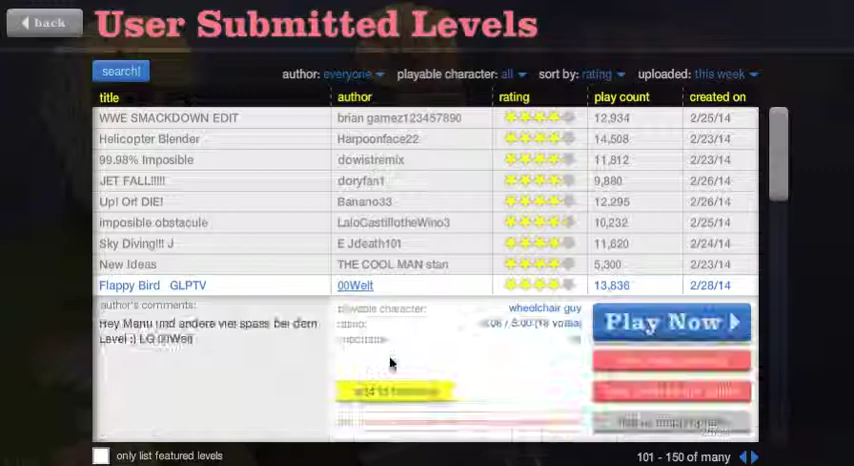 back
User Submitted Levels
search!
author: everyone playable character: all sort by: rating uploaded: this week
title author rating play count created on
WWE SMACKDOWN EDIT brian gamez123457890 12,934 2/25/14
Helicopter Blender Harpoonface22 14,508 2/23/14
99.98% Imposible dowistremix 11,812 2/23/14
JET FALL!!!!! doryfan1 9,880 2/26/14
Up! Or! DIE! Banano33 12,295 2/26/14
imposible obstacule LaloCastillotheWino3 10,232 2/25/14
Sky Diving!!! J E Jdeath101 11,620 2/24/14
New Ideas THE COOL MAN stan 5,300 2/23/14
Flappy Bird GLPTV 00Welt 13,836 2/28/14
author's comments: playable character: wheelchair guy
Hey Manu und andere viel spass bei dem
Level :) LG 00Welt
Play Now
only list featured levels 101 - 150 of many